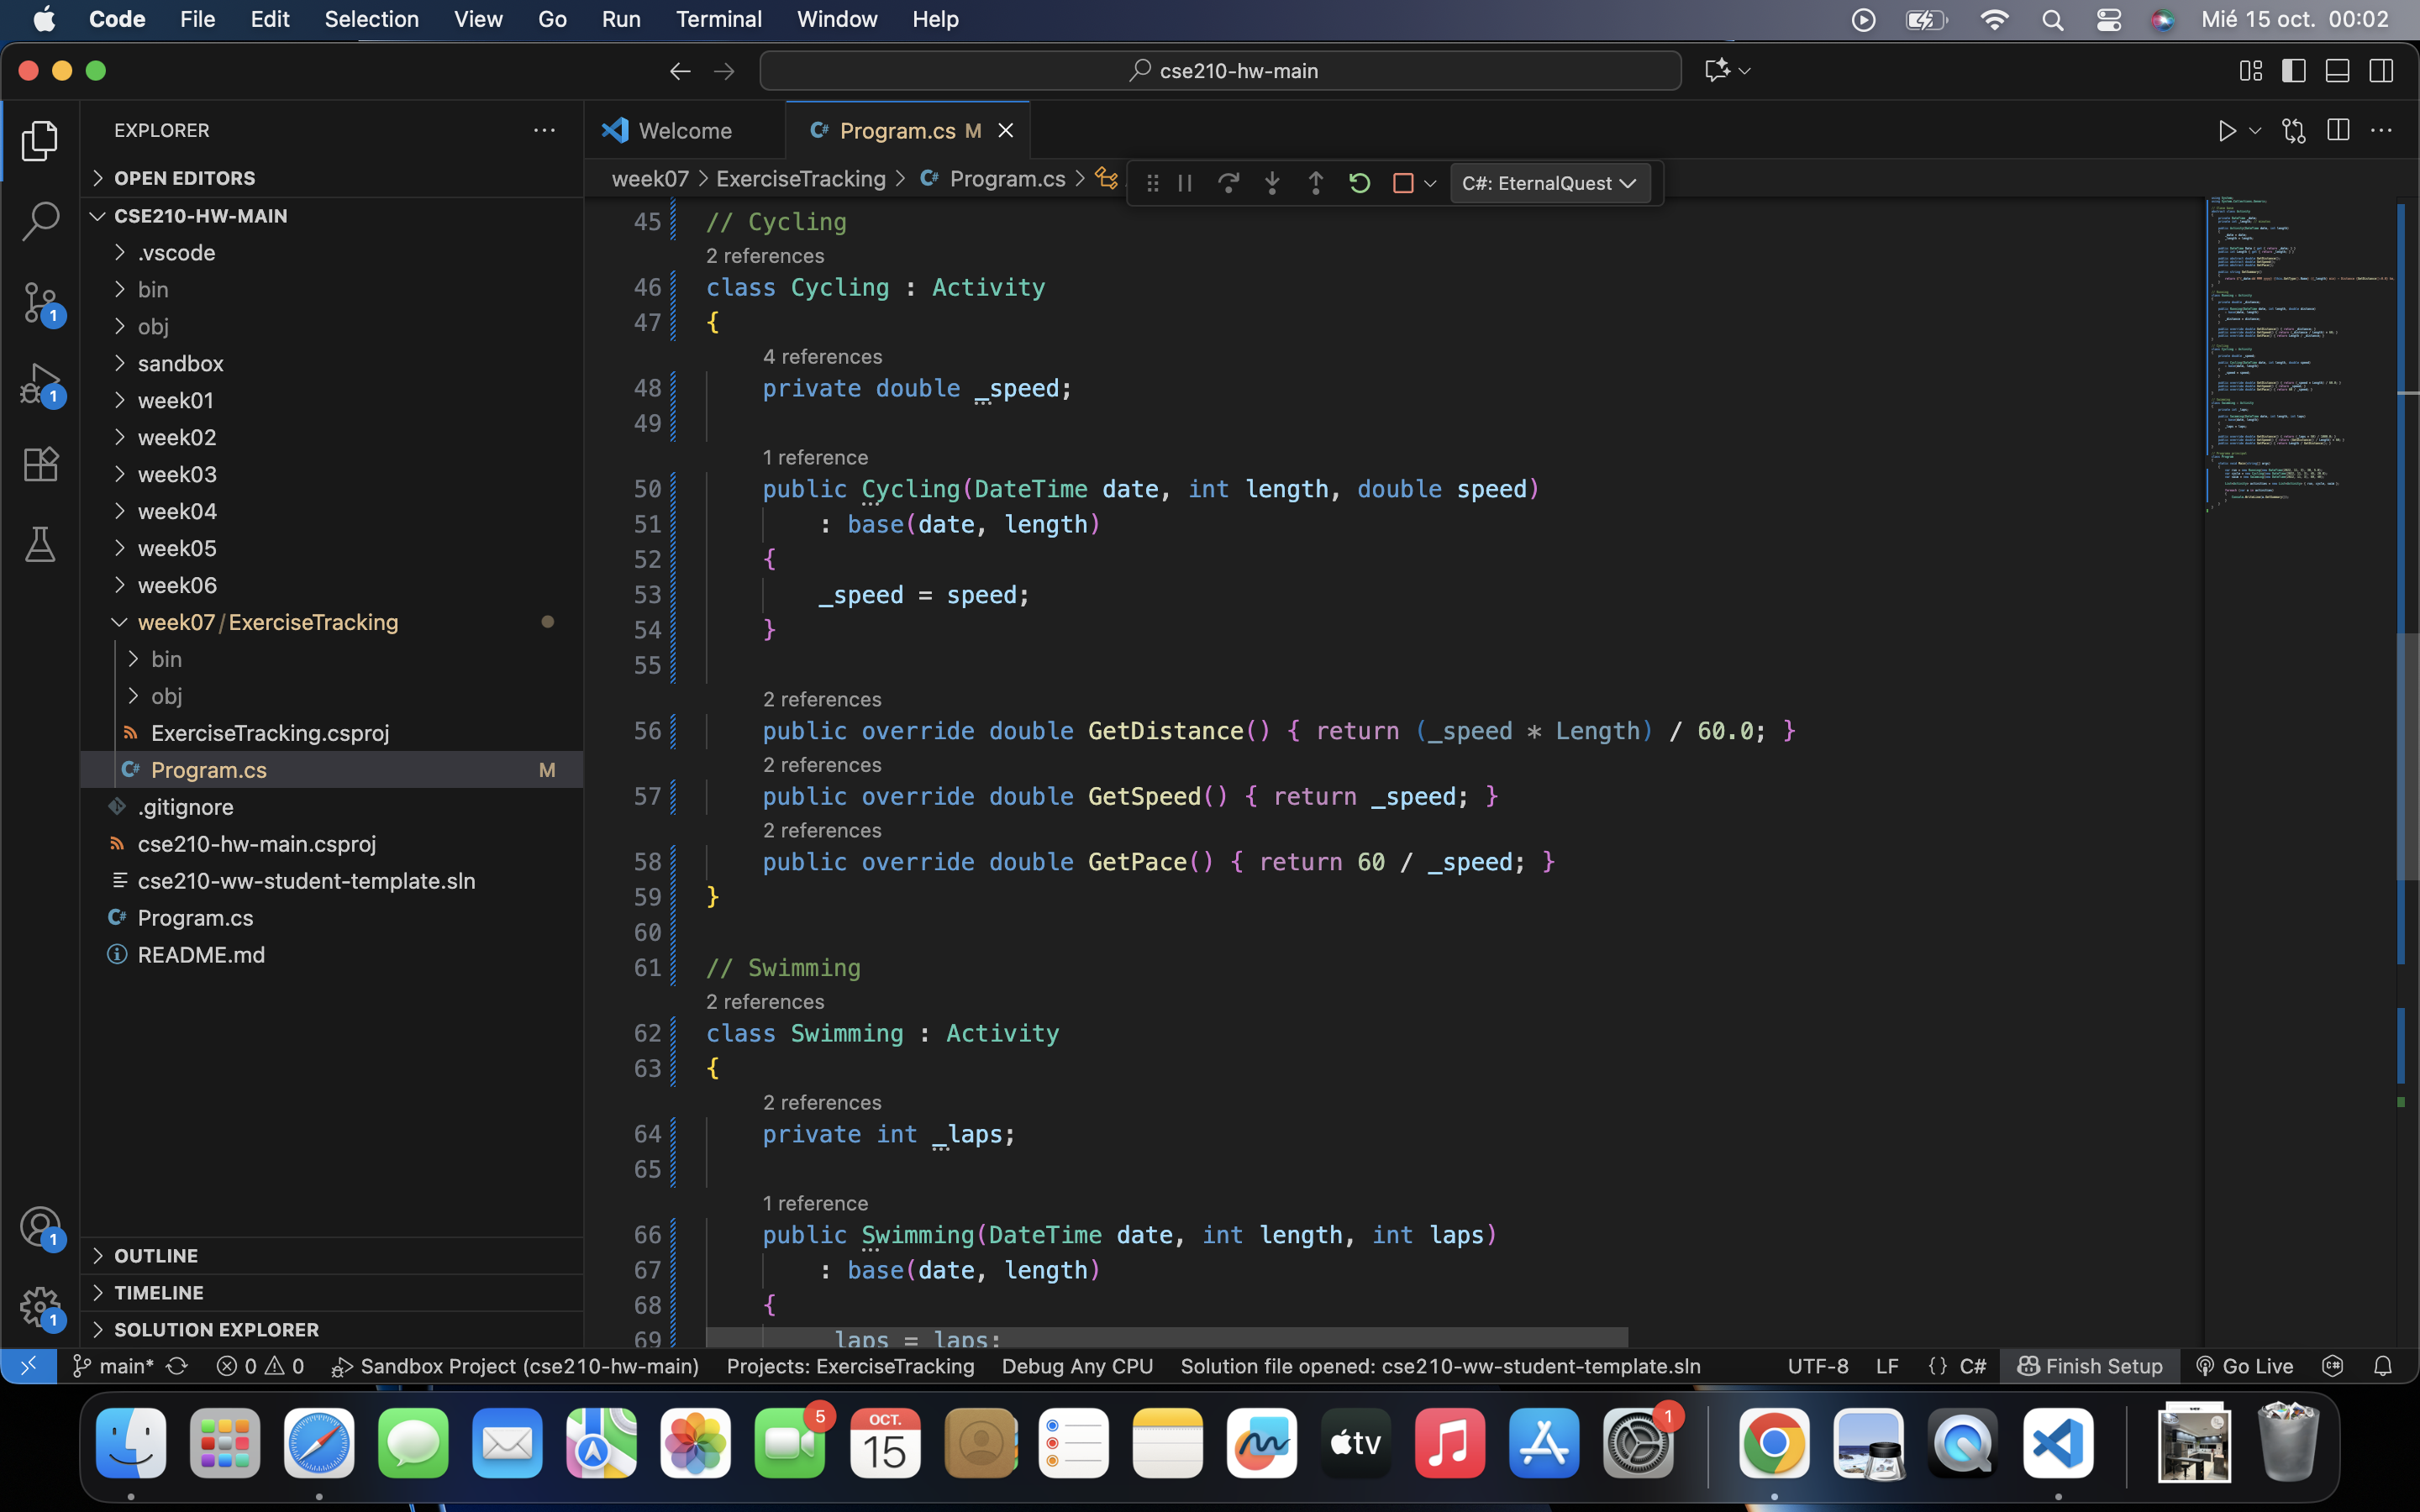 Code File Edit Selection View Go Run Terminal Window Help Mié 15 oct. 00:02
cse210-hw-main
EXPLORER
OPEN EDITORS
CSE210-HW-MAIN
.vscode
bin
obj
sandbox
week01
week02
week03
week04
week05
week06
week07/ExerciseTracking
bin
obj
ExerciseTracking.csproj
Program.cs M
.gitignore
cse210-hw-main.csproj
cse210-ww-student-template.sln
Program.cs
README.md
OUTLINE
TIMELINE
SOLUTION EXPLORER
1
1
1
1
Welcome Program.cs M
week07 > ExerciseTracking > Program.cs >
C#: EternalQuest
45 // Cycling
2 references
46 class Cycling : Activity
47 {
4 references
48 private double _speed;
49
1 reference
50 public Cycling(DateTime date, int length, double speed)
51 : base(date, length)
52 {
53 _speed = speed;
54 }
55
2 references
56 public override double GetDistance() { return (_speed * Length) / 60.0; }
2 references
57 public override double GetSpeed() { return _speed; }
2 references
58 public override double GetPace() { return 60 / _speed; }
59 }
60
61 // Swimming
2 references
62 class Swimming : Activity
63 {
2 references
64 private int _laps;
65
1 reference
66 public Swimming(DateTime date, int length, int laps)
67 : base(date, length)
68 {
69 laps = laps;
main* 0 0 Sandbox Project (cse210-hw-main) Projects: ExerciseTracking Debug Any CPU Solution file opened: cse210-ww-student-template.sln UTF-8 LF {} C# Finish Setup Go Live
5 OCT. 15 tv 1